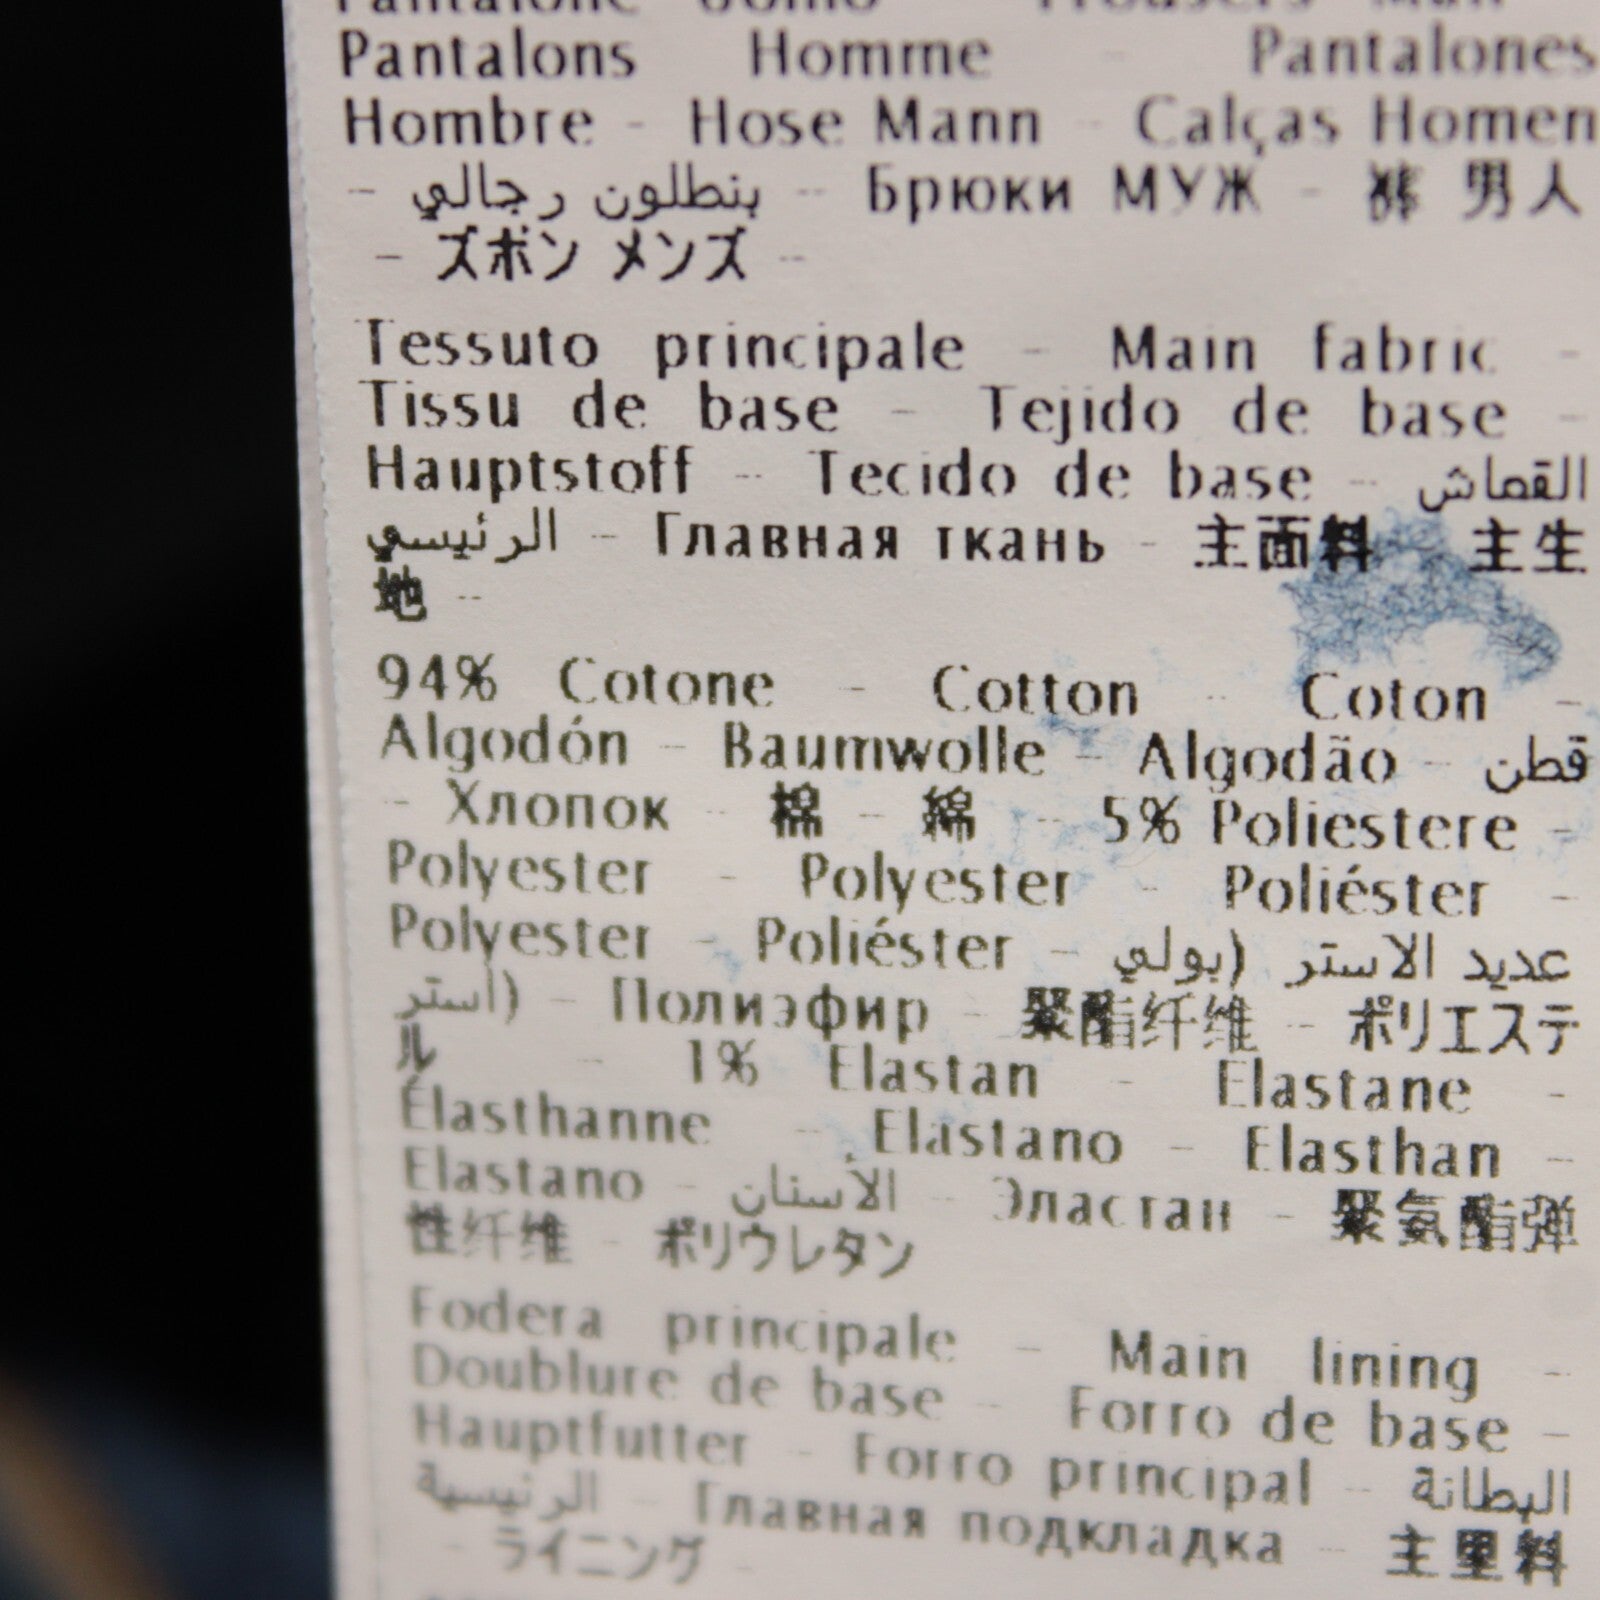 Pantalone Uomo - Trousers Man
Pantalons Homme - Pantalones
Hombre - Hose Mann - Calças Homen
- بنطلون رجالي - Брюки МУЖ - 裤 男人
- ズボン メンズ -
Tessuto principale - Main fabric -
Tissu de base - Tejido de base -
Hauptstoff - Tecido de base - القماش
الرئيسي - Главная ткань - 主面料 - 主生
地 -
94% Cotone - Cotton - Coton -
Algodón - Baumwolle - Algodão - قطن
- Хлопок - 棉 - 綿 - 5% Poliestere -
Polyester - Polyester - Poliéster -
Polyester - Poliéster - عديد الاستر (بولي
أستر) - Полиэфир - 聚酯纤维 - ポリエステ
ル - 1% Elastan - Elastane -
Élasthanne - Elastano - Elasthan -
Elastano - الأسنان - Эластан - 聚氨酯弹
性纤维 - ポリウレタン
Fodera principale - Main lining -
Doublure de base - Forro de base -
Hauptfutter - Forro principal - البطانة
الرئيسية - Главная подкладка - 主里料
- ライニング -